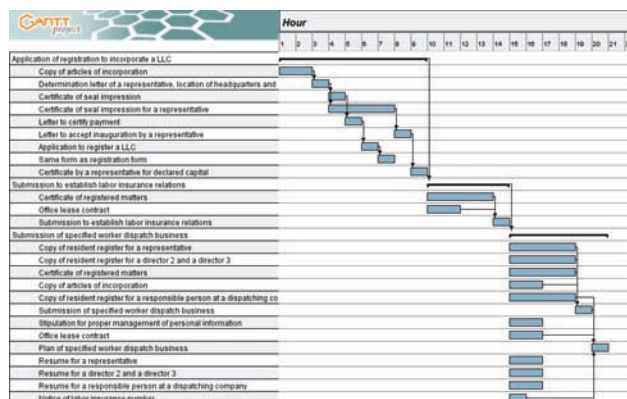 GANTT
project
Hour
1 2 3 4 5 6 7 8 9 10 11 12 13 14 15 16 17 18 19 20 21
Application of registration to incorporate a LLC
Copy of articles of incorporation
Determination letter of a representative, location of headquarters and
Certificate of seal impression
Certificate of seal impression for a representative
Letter to certify payment
Letter to accept inauguration by a representative
Application to register a LLC
Same form as registration form
Certificate by a representative for declared capital
Submission to establish labor insurance relations
Certificate of registered matters
Office lease contract
Submission to establish labor insurance relations
Submission of specified worker dispatch business
Copy of resident register for a representative
Copy of resident register for a director 2 and a director 3
Certificate of registered matters
Copy of articles of incorporation
Copy of resident register for a responsible person at a dispatching co
Submission of specified worker dispatch business
Stipulation for proper management of personal information
Office lease contract
Plan of specified worker dispatch business
Resume for a representative
Resume for a director 2 and a director 3
Resume for a responsible person at a dispatching company
Notice of labor insurance number